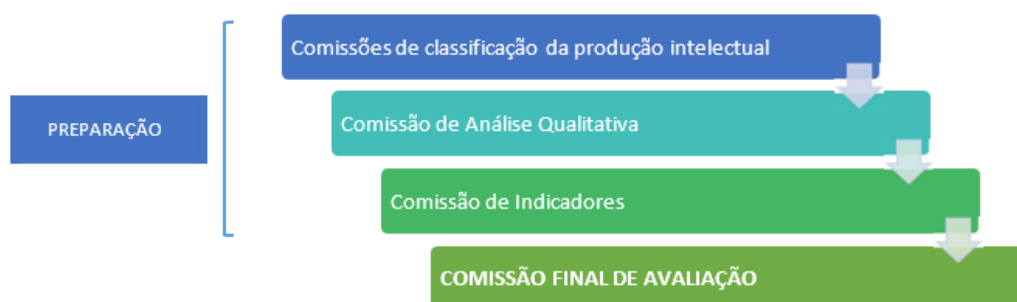 Comissões de classificação da produção intelectual
PREPARAÇÃO
Comissão de Análise Qualitativa
Comissão de Indicadores
COMISSÃO FINAL DE AVALIAÇÃO